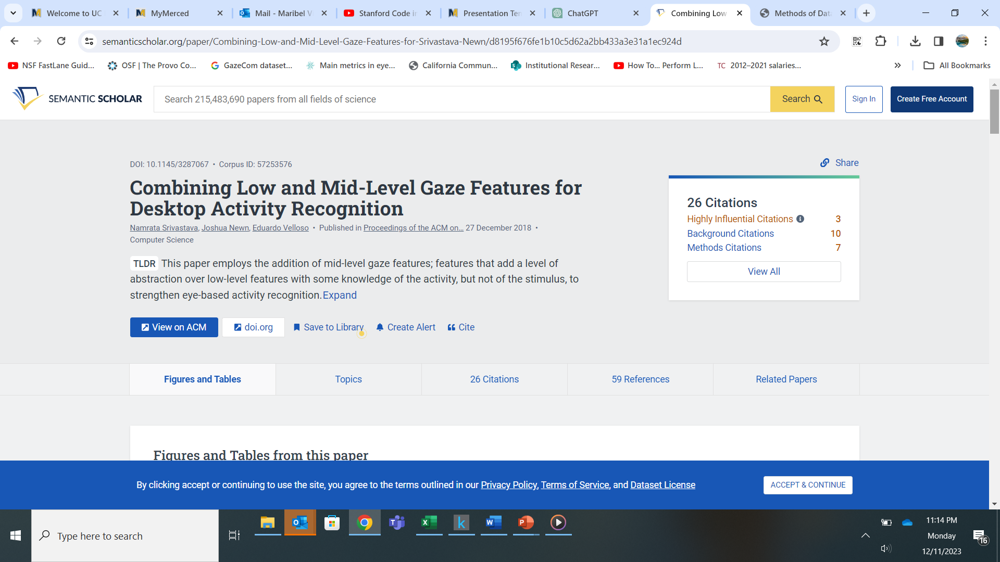 Welcome to UC
MyMerced
Mail - Maribel V
Stanford Code i
Presentation Ten
ChatGPT
Combining Low
Methods of Data
semanticscholar.org/paper/Combining-Low-and-Mid-Level-Gaze-Features-for-Srivastava-Newn/d8195f676fe1b10c5d62a2bb433a3e31a1ec924d
NSF FastLane Guid...
OSF | The Provo Co...
GazeCom dataset...
Main metrics in eye...
California Commun...
Institutional Resear...
How To... Perform L...
TC 2012–2021 salaries...
»
All Bookmarks
SEMANTIC SCHOLAR
Search 215,483,690 papers from all fields of science
Search
Sign In
Create Free Account
DOI: 10.1145/3287067 • Corpus ID: 57253576
Share
Combining Low and Mid-Level Gaze Features for
Desktop Activity Recognition
Namrata Srivastava, Joshua Newn, Eduardo Velloso • Published in Proceedings of the ACM on... 27 December 2018 •
Computer Science
TLDR This paper employs the addition of mid-level gaze features; features that add a level of
abstraction over low-level features with some knowledge of the activity, but not of the stimulus, to
strengthen eye-based activity recognition. Expand
26 Citations
Highly Influential Citations 3
Background Citations 10
Methods Citations 7
View All
View on ACM
doi.org
Save to Library
Create Alert
Cite
Figures and Tables
Topics
26 Citations
59 References
Related Papers
Figures and Tables from this paper
By clicking accept or continuing to use the site, you agree to the terms outlined in our Privacy Policy, Terms of Service, and Dataset License
ACCEPT & CONTINUE
Type here to search
11:14 PM
Monday
12/11/2023
16